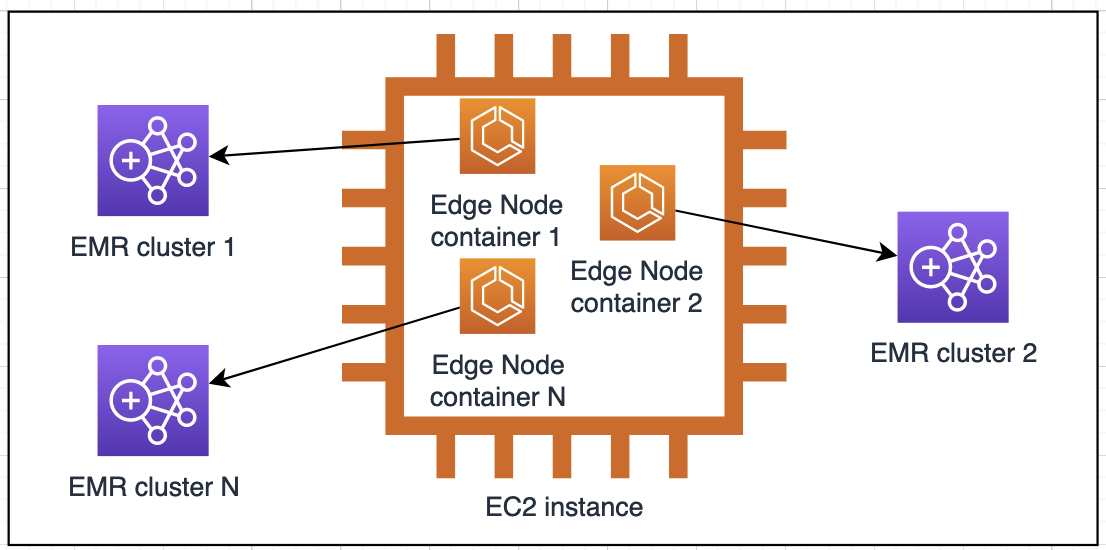 EMR cluster 1
Edge Node
container 1
Edge Node
container 2
EMR cluster 2
Edge Node
container N
EMR cluster N
EC2 instance